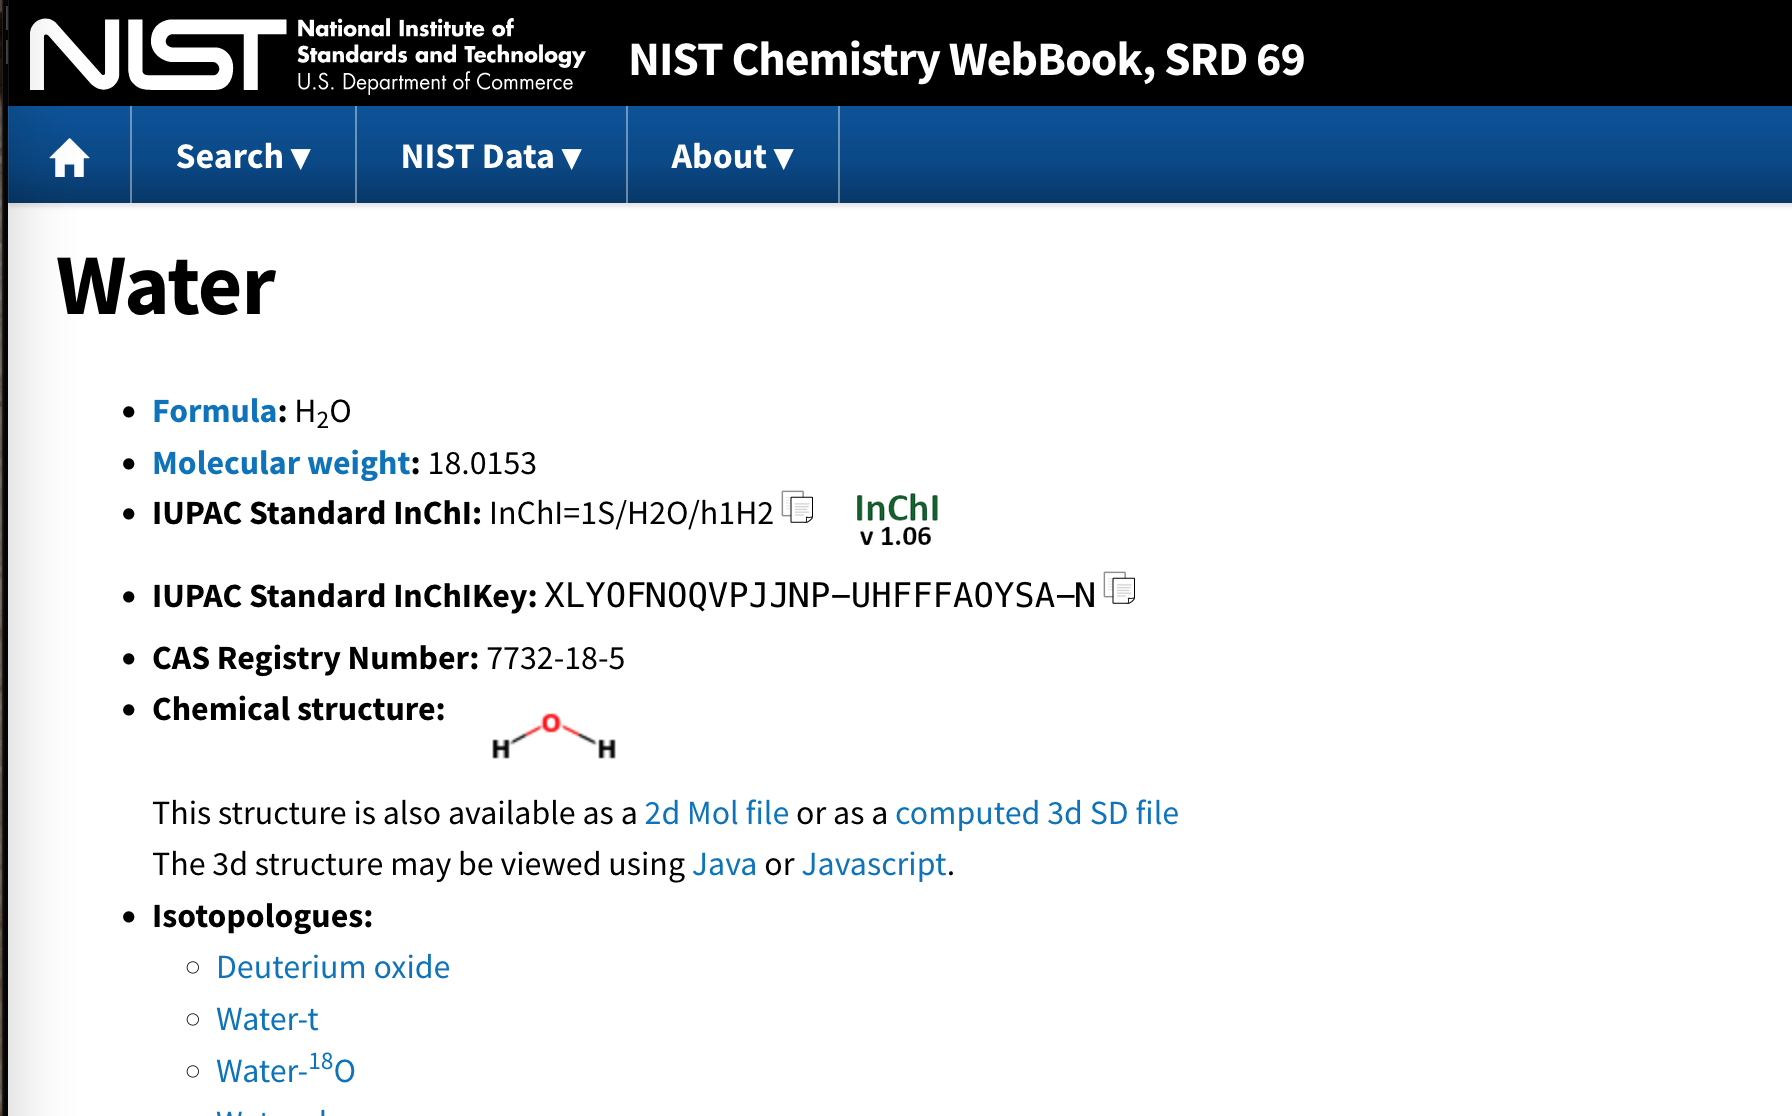 NIST
National Institute of
Standards and Technology
U.S. Department of Commerce
NIST Chemistry WebBook, SRD 69
Search ▼
NIST Data ▼
About ▼
Water
• Formula: H₂O
• Molecular weight: 18.0153
• IUPAC Standard InChI: InChI=1S/H2O/h1H2
InChI
v 1.06
• IUPAC Standard InChIKey: XLYOFNOQVPJJNP-UHFFFAOYSA-N
• CAS Registry Number: 7732-18-5
• Chemical structure:
O
H H
This structure is also available as a 2d Mol file or as a computed 3d SD file
The 3d structure may be viewed using Java or Javascript.
• Isotopologues:
○ Deuterium oxide
○ Water-t
○ Water-¹⁸O